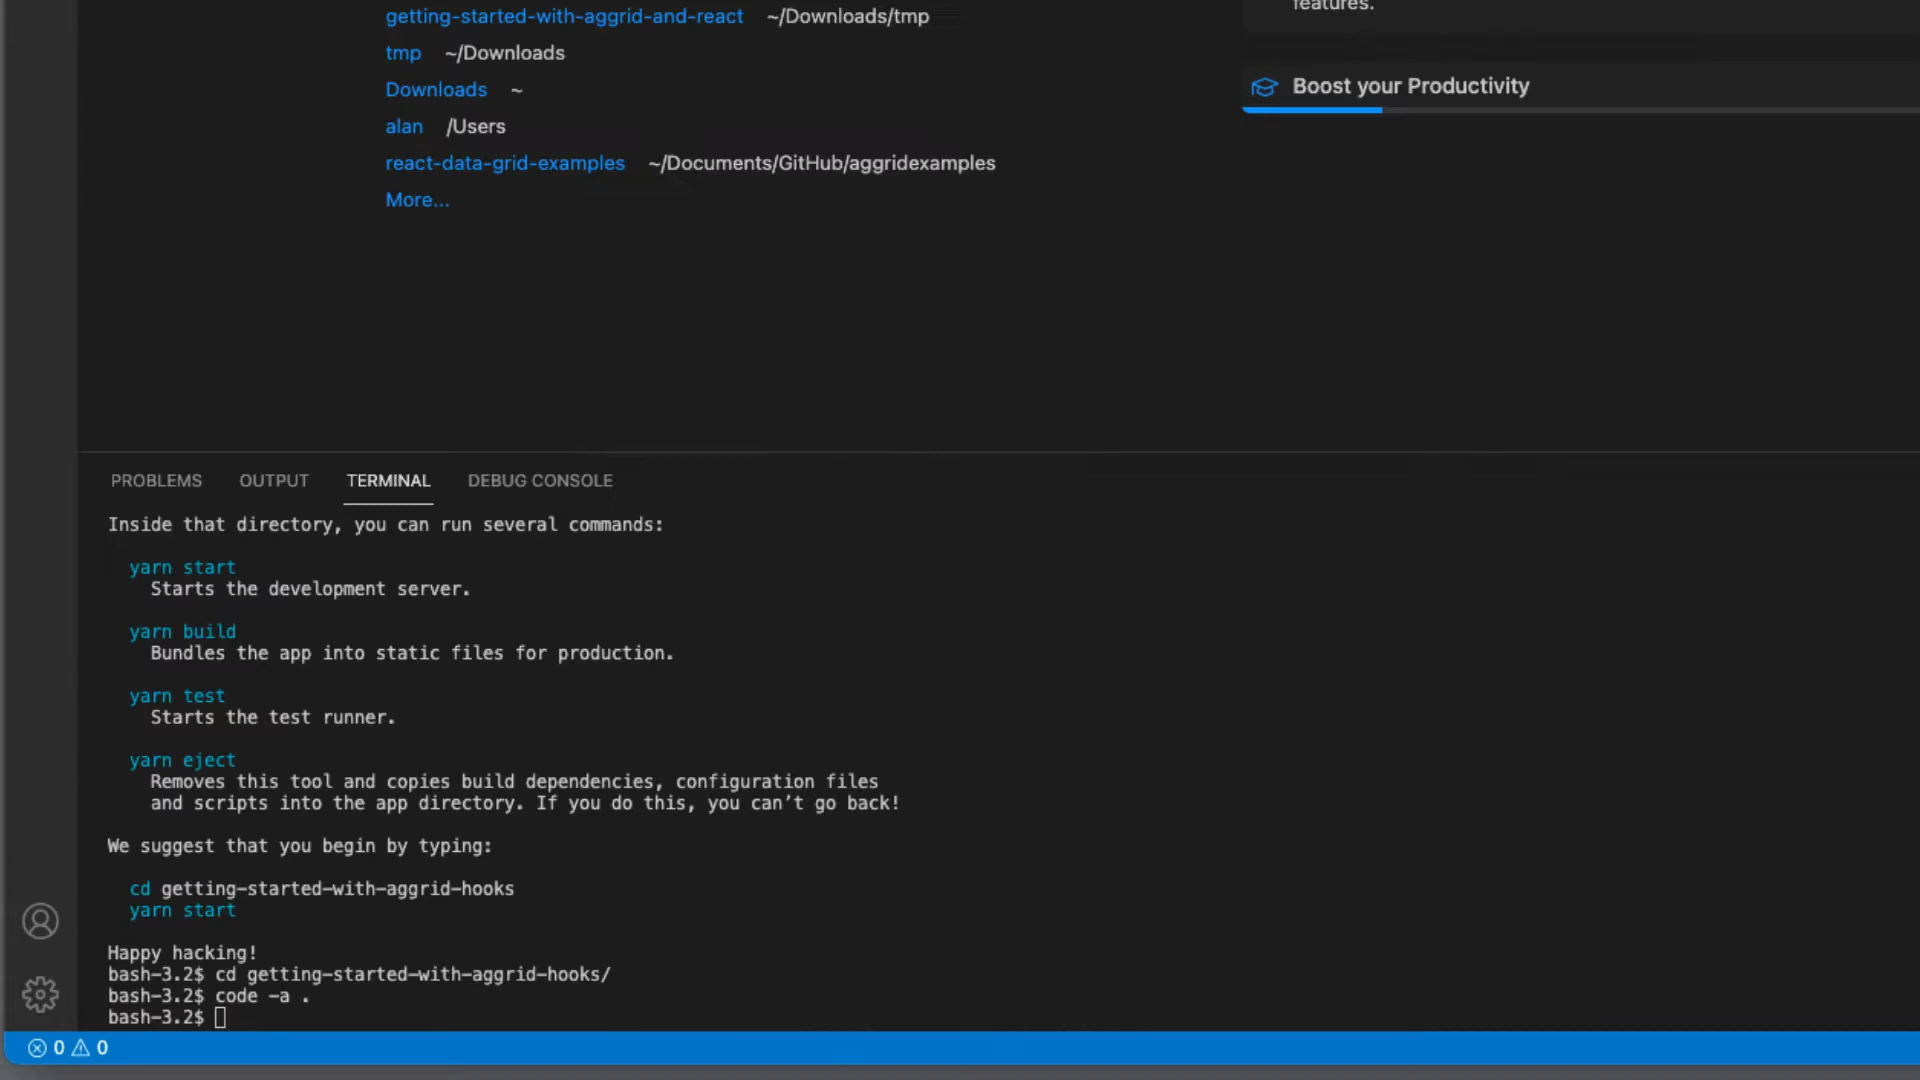 getting-started-with-aggrid-and-react ~/Downloads/tmp
tmp ~/Downloads
Downloads ~
alan /Users
react-data-grid-examples ~/Documents/GitHub/aggridexamples
More...
features.
Boost your Productivity
PROBLEMS OUTPUT TERMINAL DEBUG CONSOLE
Inside that directory, you can run several commands:
yarn start
Starts the development server.
yarn build
Bundles the app into static files for production.
yarn test
Starts the test runner.
yarn eject
Removes this tool and copies build dependencies, configuration files
and scripts into the app directory. If you do this, you can’t go back!
We suggest that you begin by typing:
cd getting-started-with-aggrid-hooks
yarn start
Happy hacking!
bash-3.2$ cd getting-started-with-aggrid-hooks/
bash-3.2$ code -a .
bash-3.2$
0 0